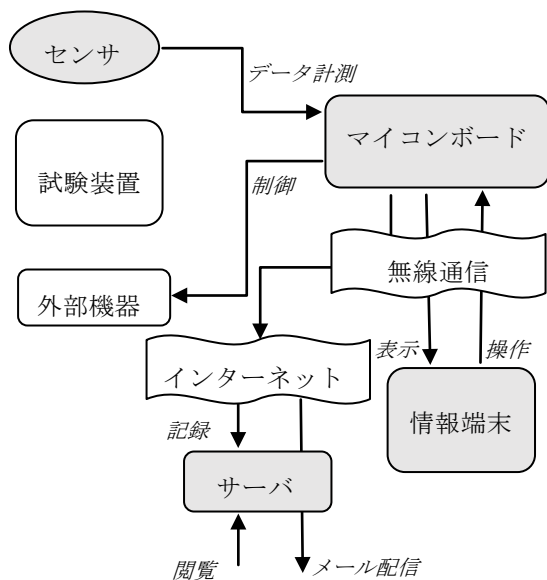 センサ
データ計測
マイコンボード
試験装置
制御
無線通信
外部機器
表示
操作
インターネット
情報端末
記録
サーバ
閲覧
メール配信